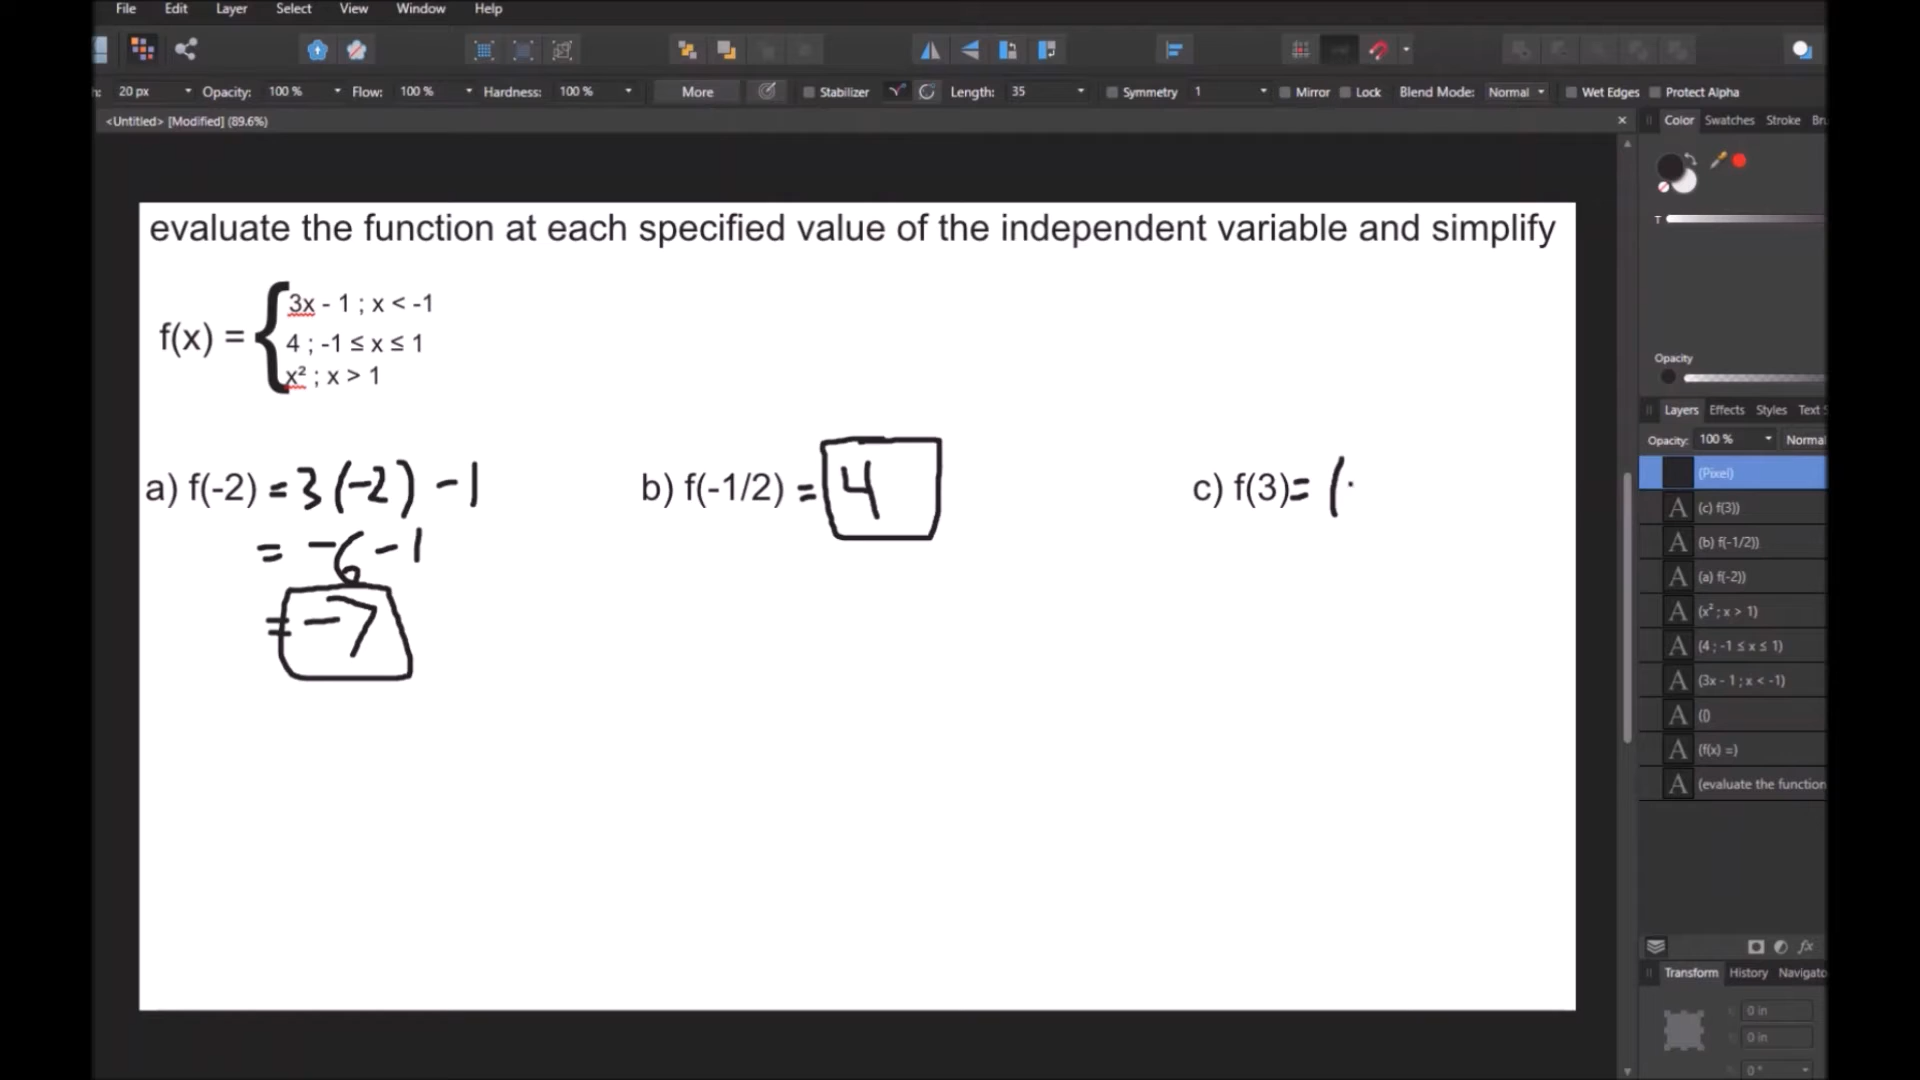 File Edit Layer Select View Window Help
20 px Opacity: 100 % Flow: 100 % Hardness: 100 % More Stabilizer Length: 35 Symmetry 1 Mirror Lock Blend Mode: Normal Wet Edges Protect Alpha
<Untitled> [Modified] (89.6%)
Color Swatches Stroke
evaluate the function at each specified value of the independent variable and simplify
f(x) = {
3x - 1 ; x < -1
4 ; -1 ≤ x ≤ 1
x² ; x > 1
a) f(-2) = 3(-2) - 1
= -6 - 1
= -7
b) f(-1/2) = 4
c) f(3) = (
Opacity
Layers Effects Styles Text
Opacity: 100 % Normal
(Pixel)
(c) f(3))
(b) f(-1/2))
(a) f(-2))
(x² ; x > 1)
(4 ; -1 ≤ x ≤ 1)
(3x - 1 ; x < -1)
({)
(f(x) =)
(evaluate the function
fx
Transform History Navigato
0 in
0 in
0 °